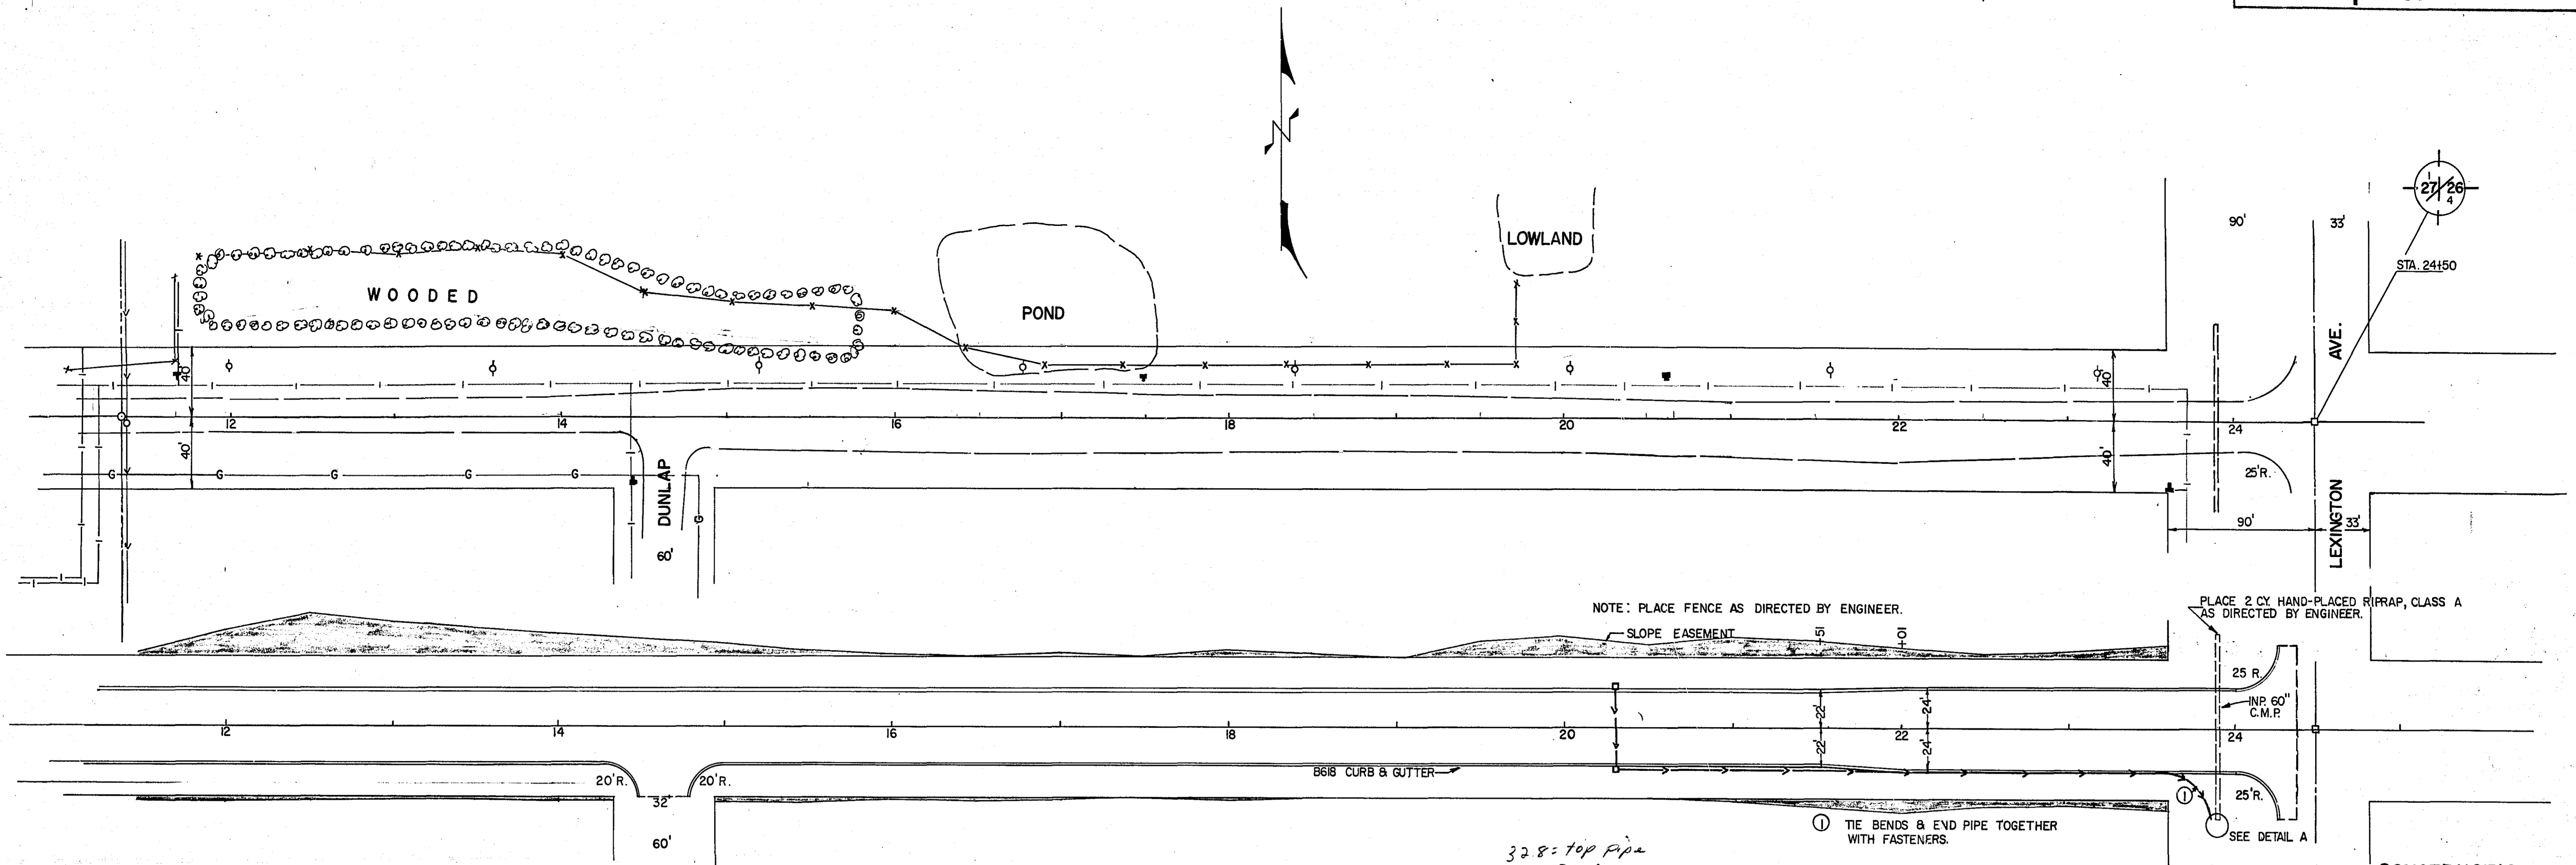 N
27 1/26
4
90'
33'
STA. 24+50
LOWLAND
WOODED
POND
AVE.
40'
40'
12
14
16
18
20
22
24
40'
40'
G G G G G
G
DUNLAP
60'
25'R.
90'
33'
LEXINGTON
NOTE: PLACE FENCE AS DIRECTED BY ENGINEER.
PLACE 2 CY. HAND-PLACED RIPRAP, CLASS A
AS DIRECTED BY ENGINEER.
SLOPE EASEMENT
+51
+01
25 R.
INP. 60"
C.M.P.
22'
24'
12
14
16
18
20
22
24
22'
24'
B618 CURB & GUTTER
20'R.
20'R.
32'
60'
1
25'R.
1 TIE BENDS & END PIPE TOGETHER
WITH FASTENERS.
SEE DETAIL A
32.8 = top pipe